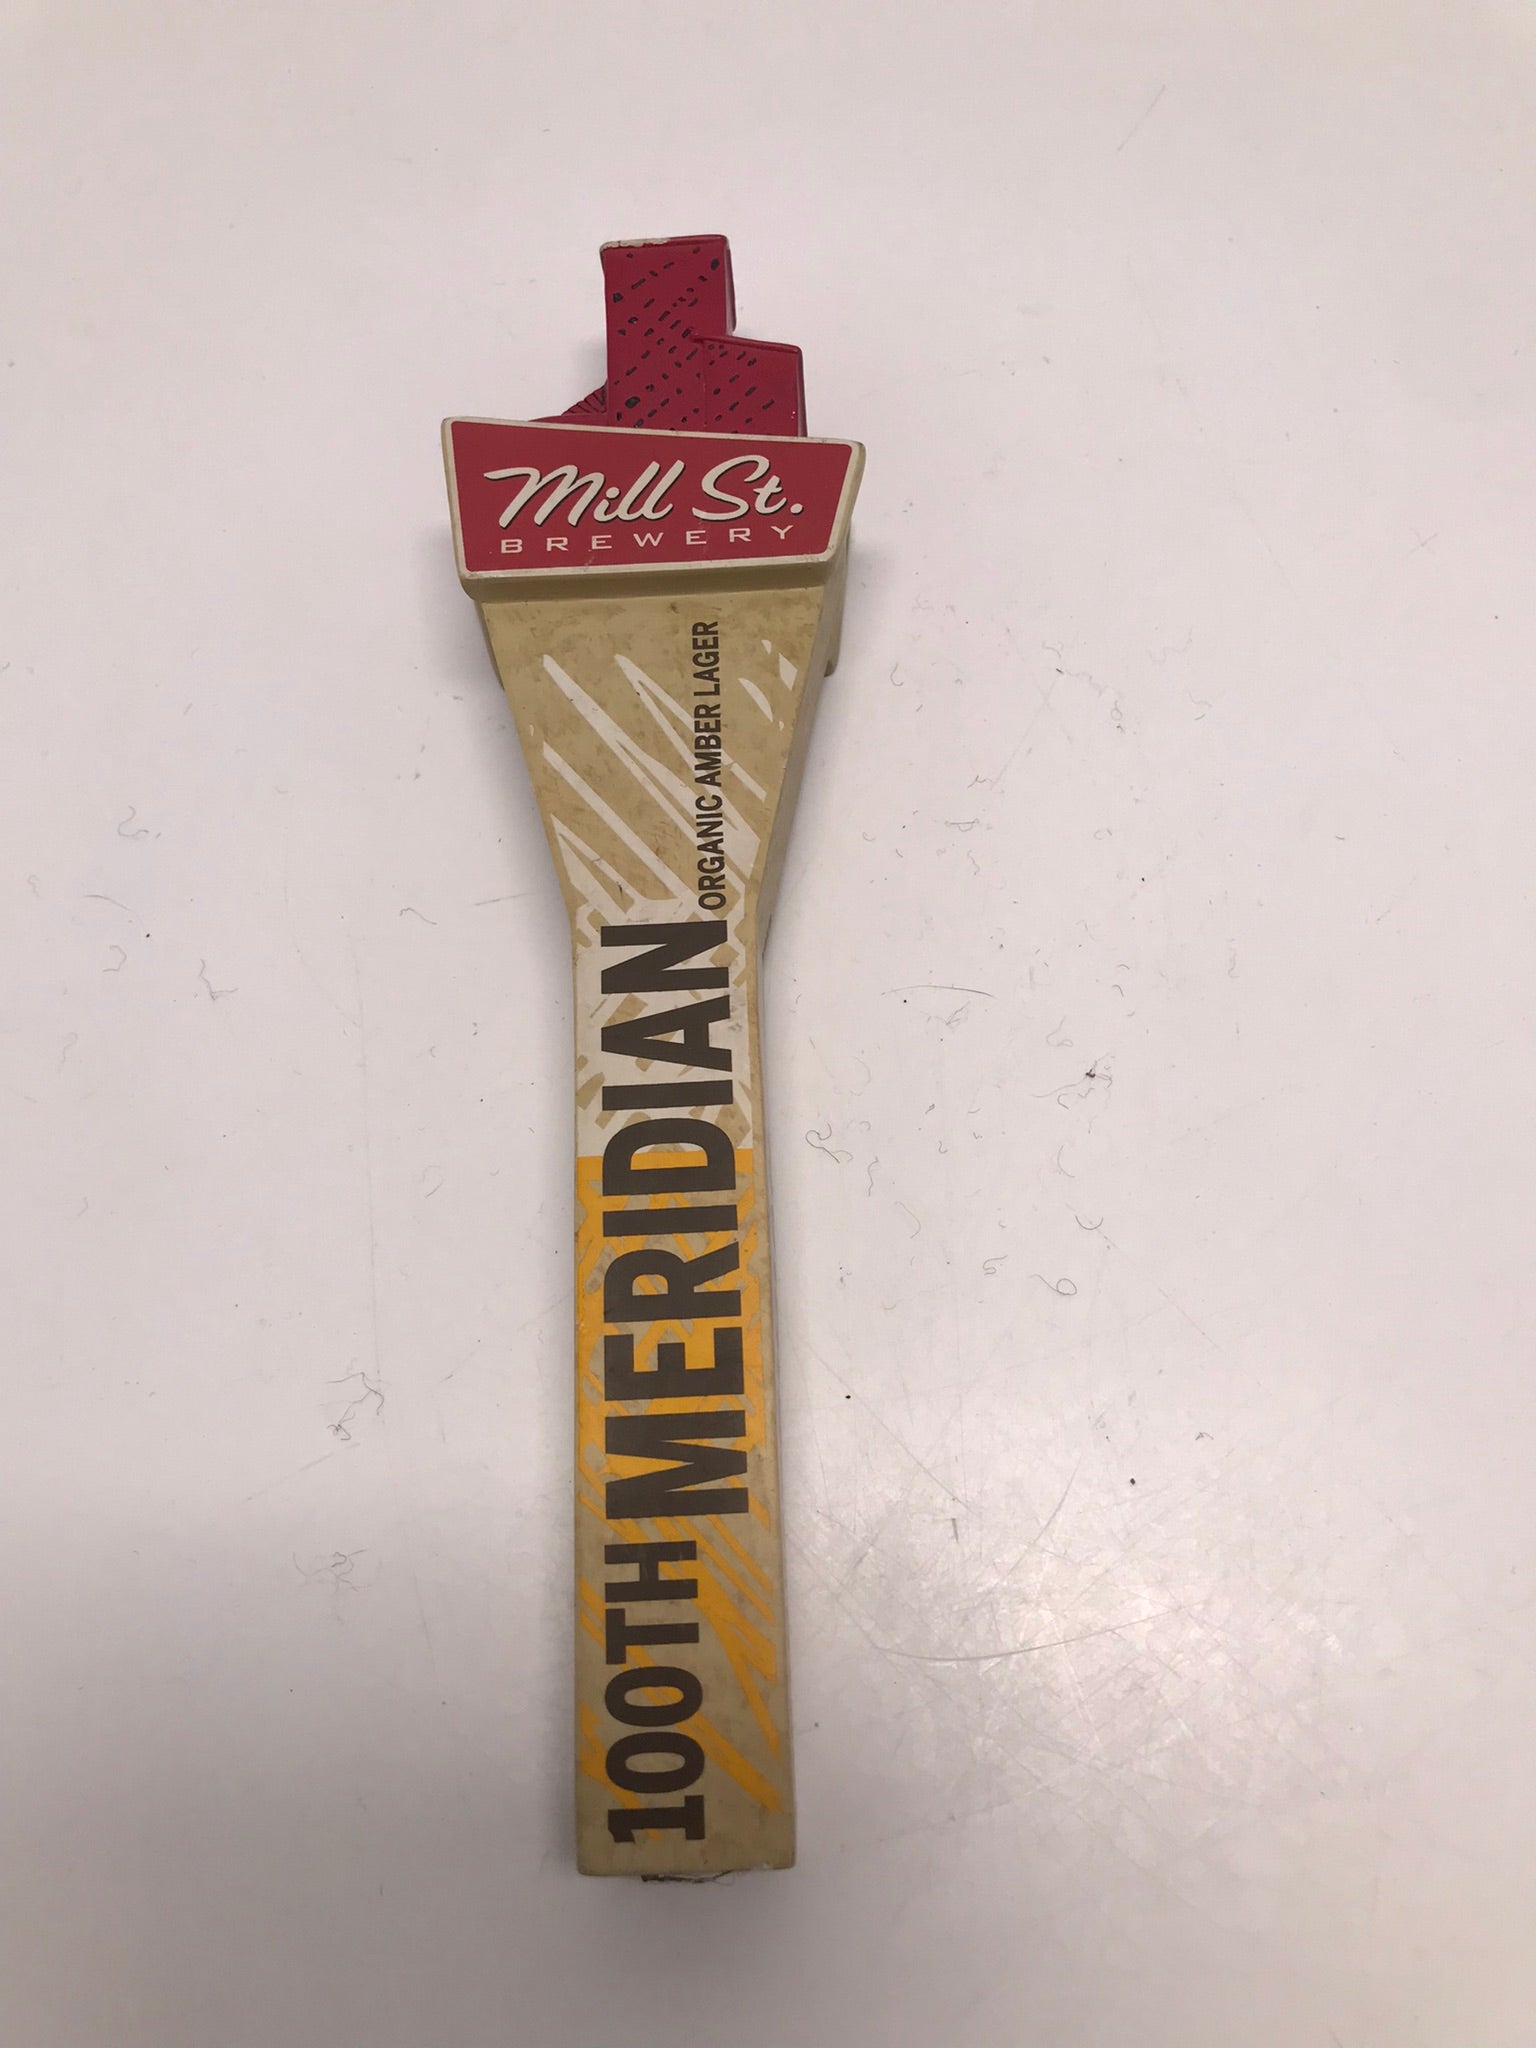 Mill St.
BREWERY
100TH MERIDIAN
ORGANIC AMBER LAGER